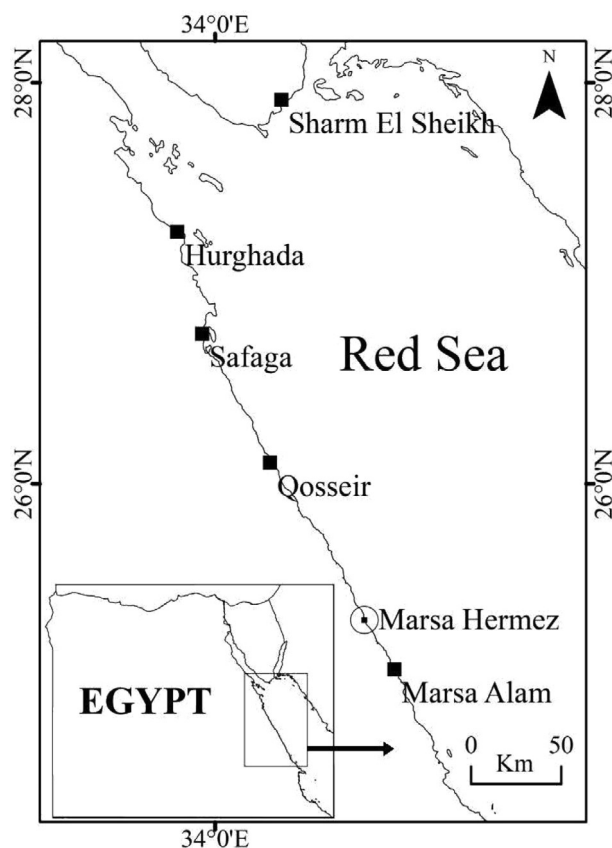 34°0'E
28°0'N
28°0'N
N
Sharm El Sheikh
Hurghada
Safaga
Red Sea
Qosseir
26°0'N
26°0'N
Marsa Hermez
Marsa Alam
EGYPT
0 50
Km
34°0'E